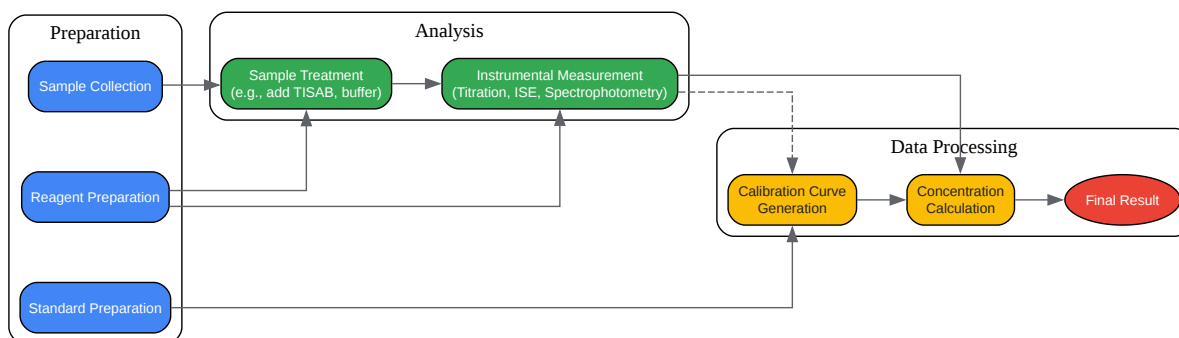 Preparation
Sample Collection
Reagent Preparation
Standard Preparation
Analysis
Sample Treatment
(e.g., add TISAB, buffer)
Instrumental Measurement
(Titration, ISE, Spectrophotometry)
Data Processing
Calibration Curve
Generation
Concentration
Calculation
Final Result